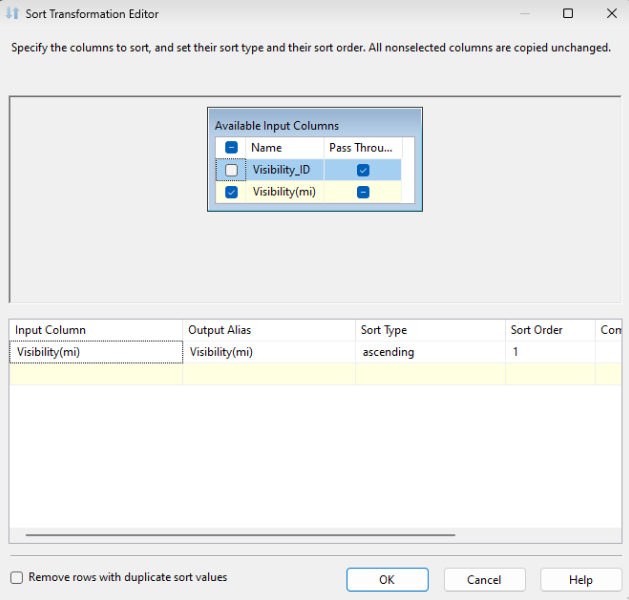 Sort Transformation Editor
Specify the columns to sort, and set their sort type and their sort order. All nonselected columns are copied unchanged.
Available Input Columns
Name Pass Throu...
Visibility_ID
Visibility(mi)
Input Column Output Alias Sort Type Sort Order Com
Visibility(mi) Visibility(mi) ascending 1
Remove rows with duplicate sort values OK Cancel Help